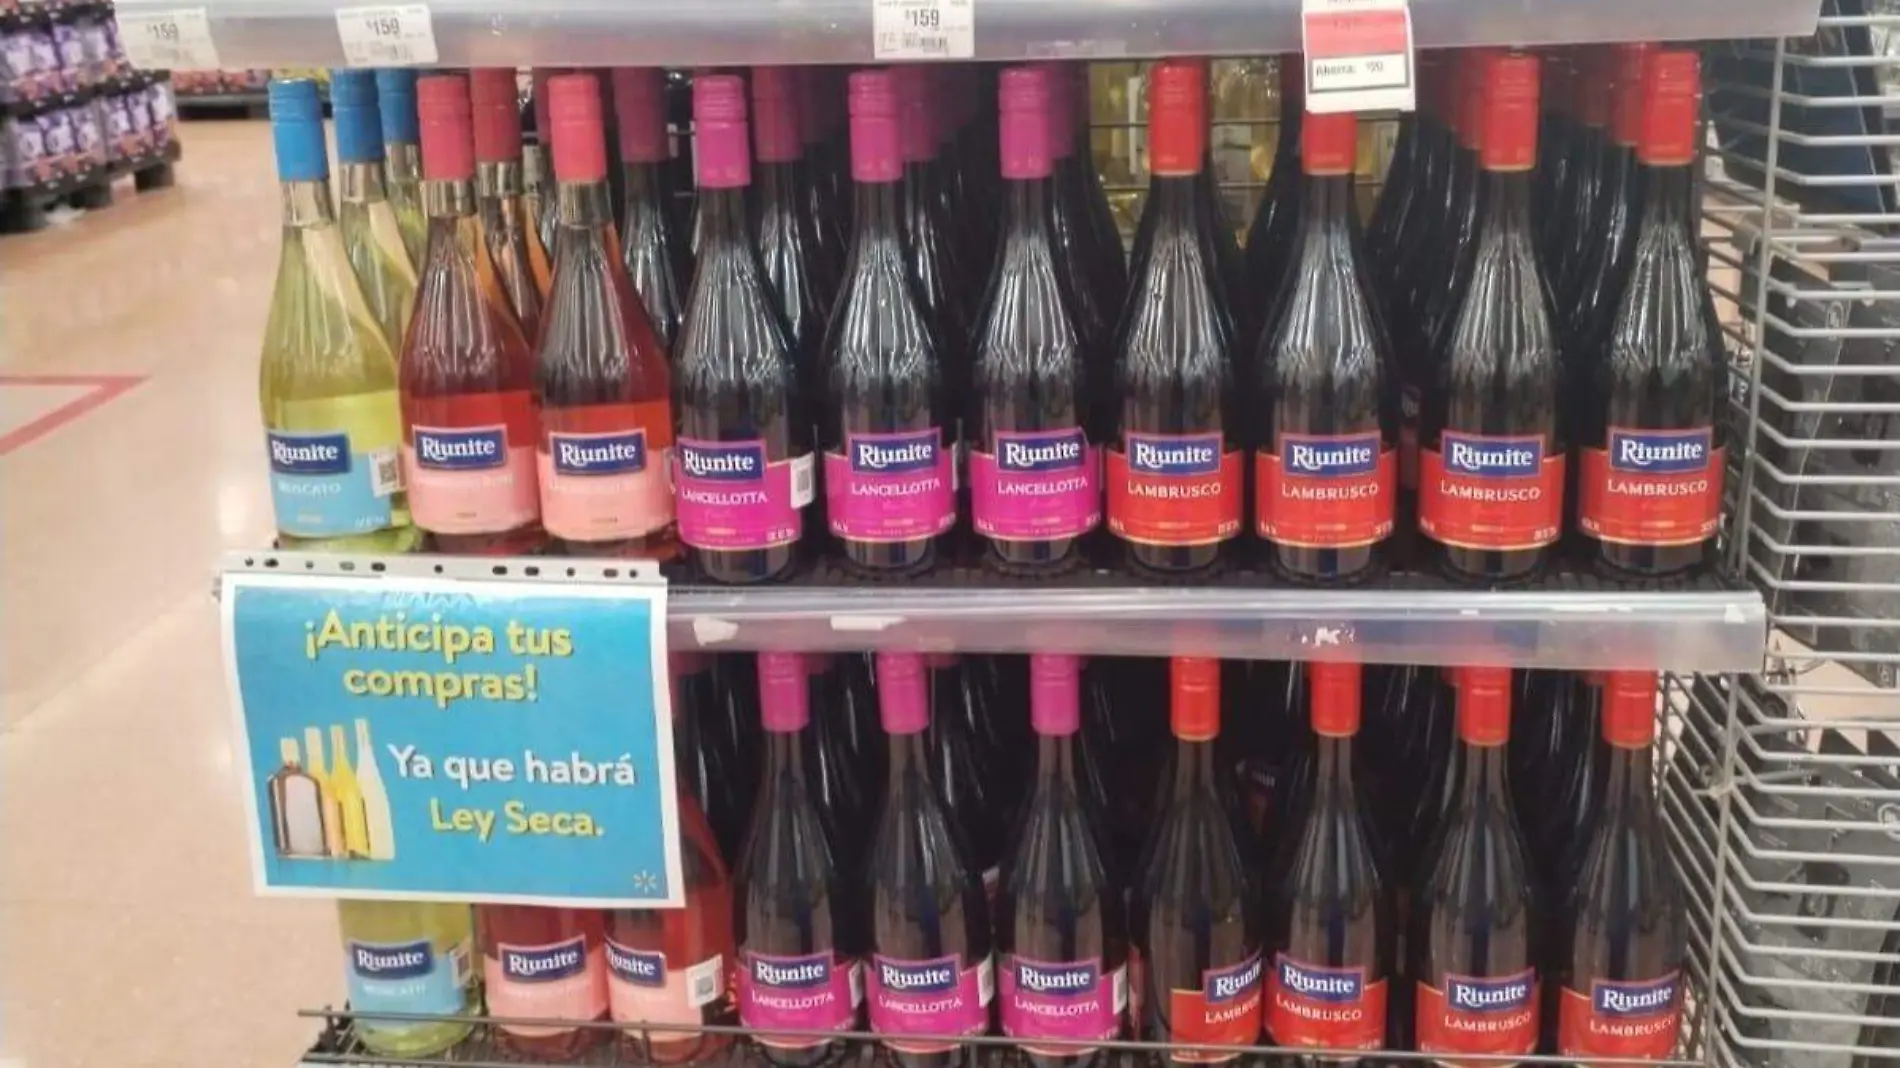 $159
$159
$159
Ahorra:
Riunite
MOSCATO
Riunite
Riunite
Riunite
LANCELLOTTA
Riunite
LANCELLOTTA
Riunite
LANCELLOTTA
Riunite
LAMBRUSCO
Riunite
LAMBRUSCO
Riunite
LAMBRUSCO
Riunite
LAMBRUSCO
¡Anticipa tus
compras!
Ya que habrá
Ley Seca.
Riunite
Riunite
Riunite
Riunite
LANCELLOTTA
Riunite
LANCELLOTTA
Riunite
LANCELLOTTA
Riunite
LAMBRUSCO
Riunite
LAMBRUSCO
Riunite
LAMBRUSCO